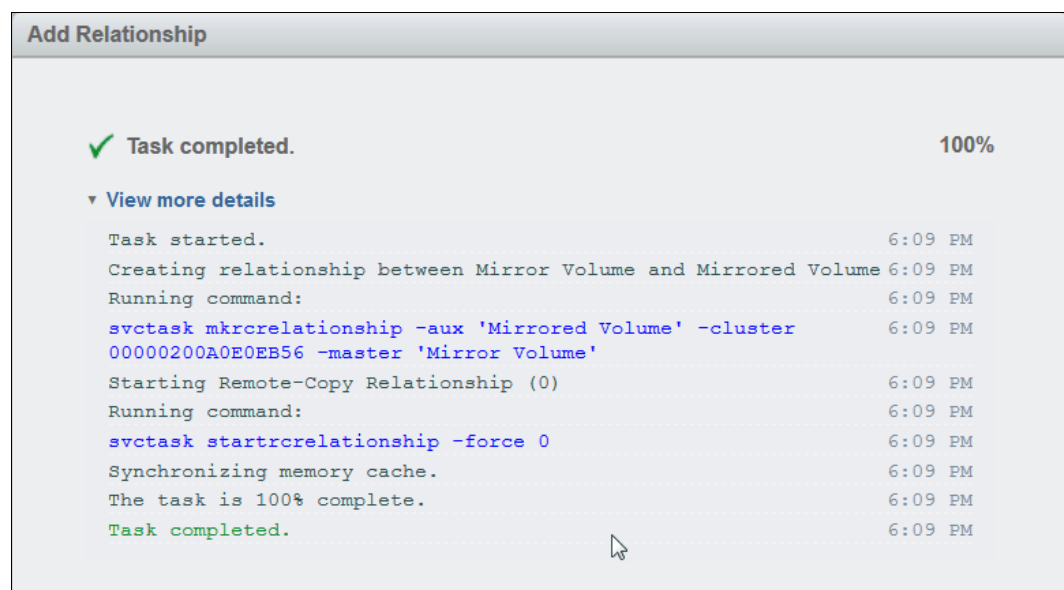 Add Relationship
Task completed. 100%
View more details
Task started. 6:09 PM
Creating relationship between Mirror Volume and Mirrored Volume 6:09 PM
Running command: 6:09 PM
svctask mkrcrelationship -aux 'Mirrored Volume' -cluster 6:09 PM
00000200A0E0EB56 -master 'Mirror Volume'
Starting Remote-Copy Relationship (0) 6:09 PM
Running command: 6:09 PM
svctask startrcrelationship -force 0 6:09 PM
Synchronizing memory cache. 6:09 PM
The task is 100% complete. 6:09 PM
Task completed. 6:09 PM